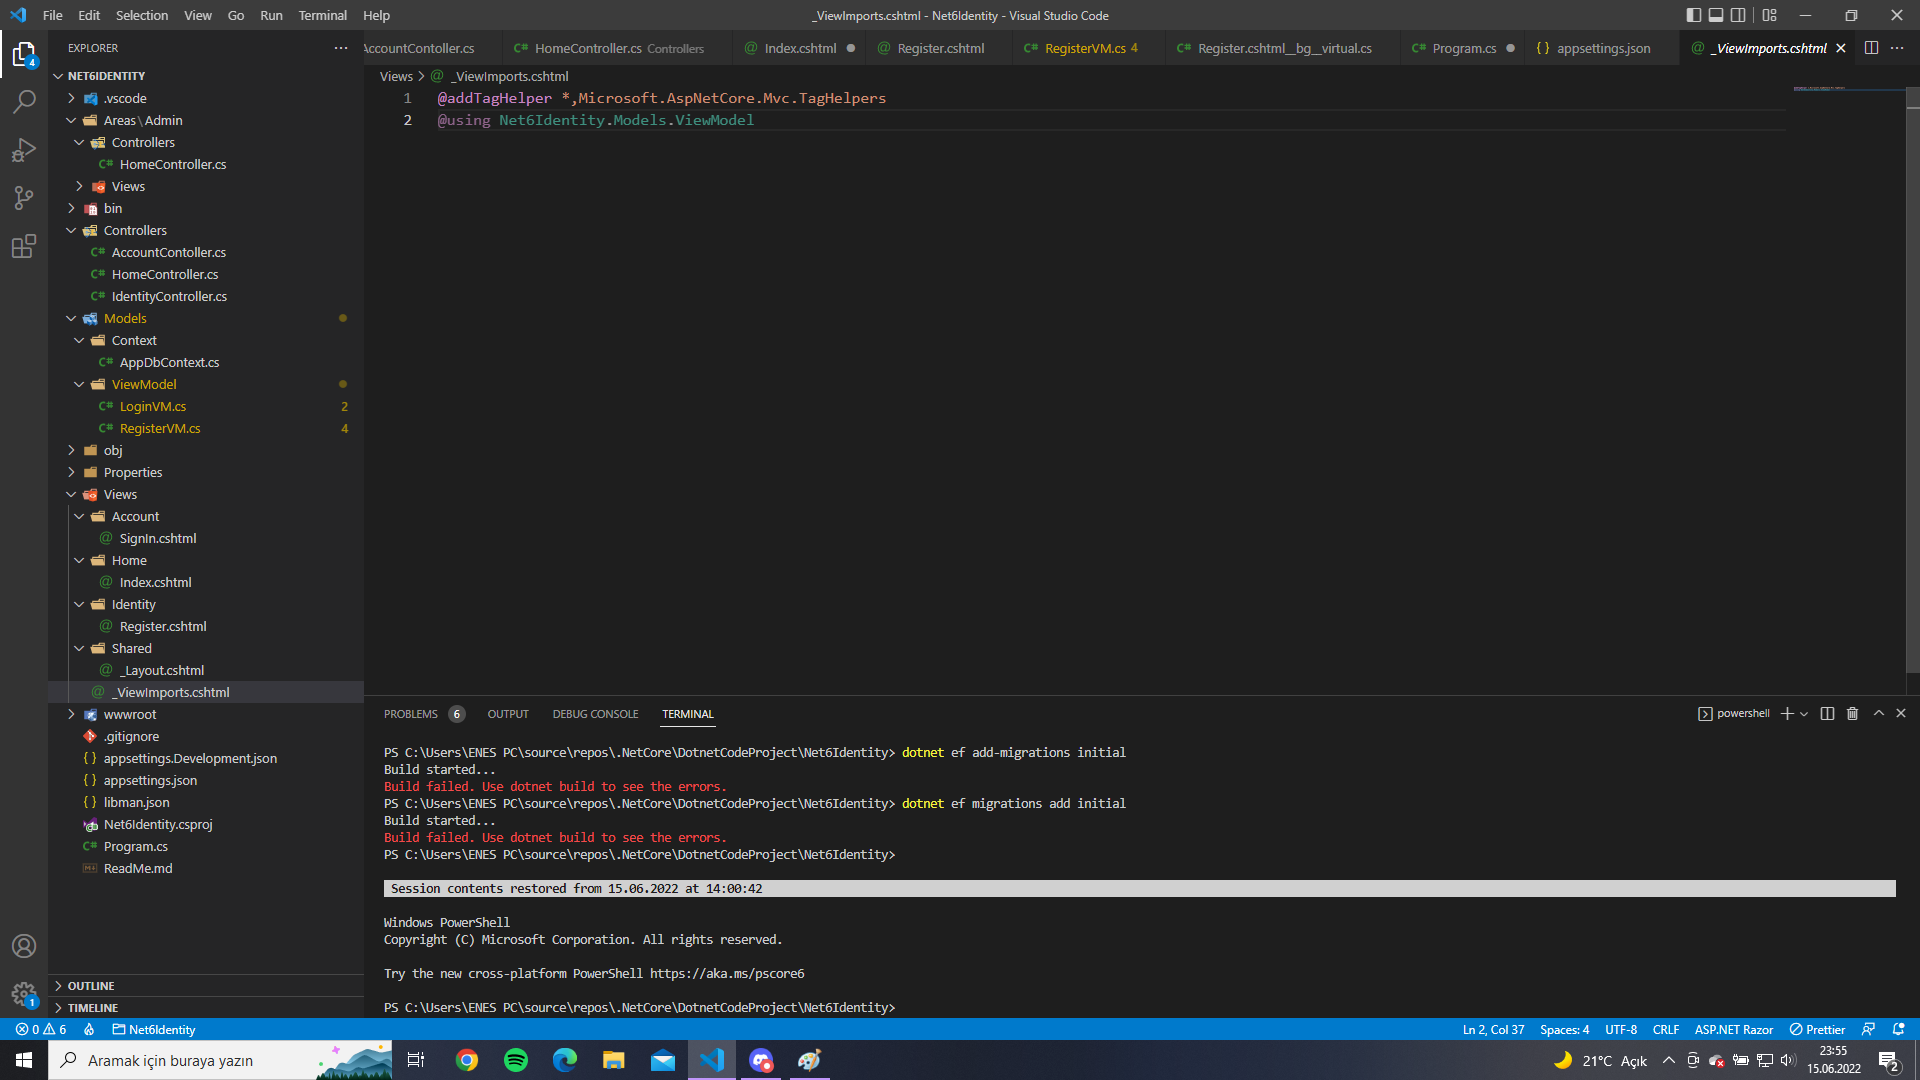 File Edit Selection View Go Run Terminal Help
_ViewImports.cshtml - Net6Identity - Visual Studio Code
EXPLORER
AccountContoller.cs
HomeController.cs Controllers
Index.cshtml
Register.cshtml
RegisterVM.cs 4
Register.cshtml__bg__virtual.cs
Program.cs
appsettings.json
_ViewImports.cshtml
4
NET6IDENTITY
.vscode
Areas\Admin
Controllers
HomeController.cs
Views
bin
Controllers
AccountContoller.cs
HomeController.cs
IdentityController.cs
Models
Context
AppDbContext.cs
ViewModel
LoginVM.cs 2
RegisterVM.cs 4
obj
Properties
Views
Account
SignIn.cshtml
Home
Index.cshtml
Identity
Register.cshtml
Shared
_Layout.cshtml
_ViewImports.cshtml
wwwroot
.gitignore
appsettings.Development.json
appsettings.json
libman.json
Net6Identity.csproj
Program.cs
ReadMe.md
OUTLINE
TIMELINE
1
Views > _ViewImports.cshtml
1 @addTagHelper *,Microsoft.AspNetCore.Mvc.TagHelpers
2 @using Net6Identity.Models.ViewModel
PROBLEMS 6 OUTPUT DEBUG CONSOLE TERMINAL
powershell
PS C:\Users\ENES PC\source\repos\.NetCore\DotnetCodeProject\Net6Identity> dotnet ef add-migrations initial
Build started...
Build failed. Use dotnet build to see the errors.
PS C:\Users\ENES PC\source\repos\.NetCore\DotnetCodeProject\Net6Identity> dotnet ef migrations add initial
Build started...
Build failed. Use dotnet build to see the errors.
PS C:\Users\ENES PC\source\repos\.NetCore\DotnetCodeProject\Net6Identity>
Session contents restored from 15.06.2022 at 14:00:42
Windows PowerShell
Copyright (C) Microsoft Corporation. All rights reserved.
Try the new cross-platform PowerShell https://aka.ms/pscore6
PS C:\Users\ENES PC\source\repos\.NetCore\DotnetCodeProject\Net6Identity>
0 6 Net6Identity
Ln 2, Col 37 Spaces: 4 UTF-8 CRLF ASP.NET Razor Prettier
Aramak için buraya yazın
21°C Açık
23:55
15.06.2022
2